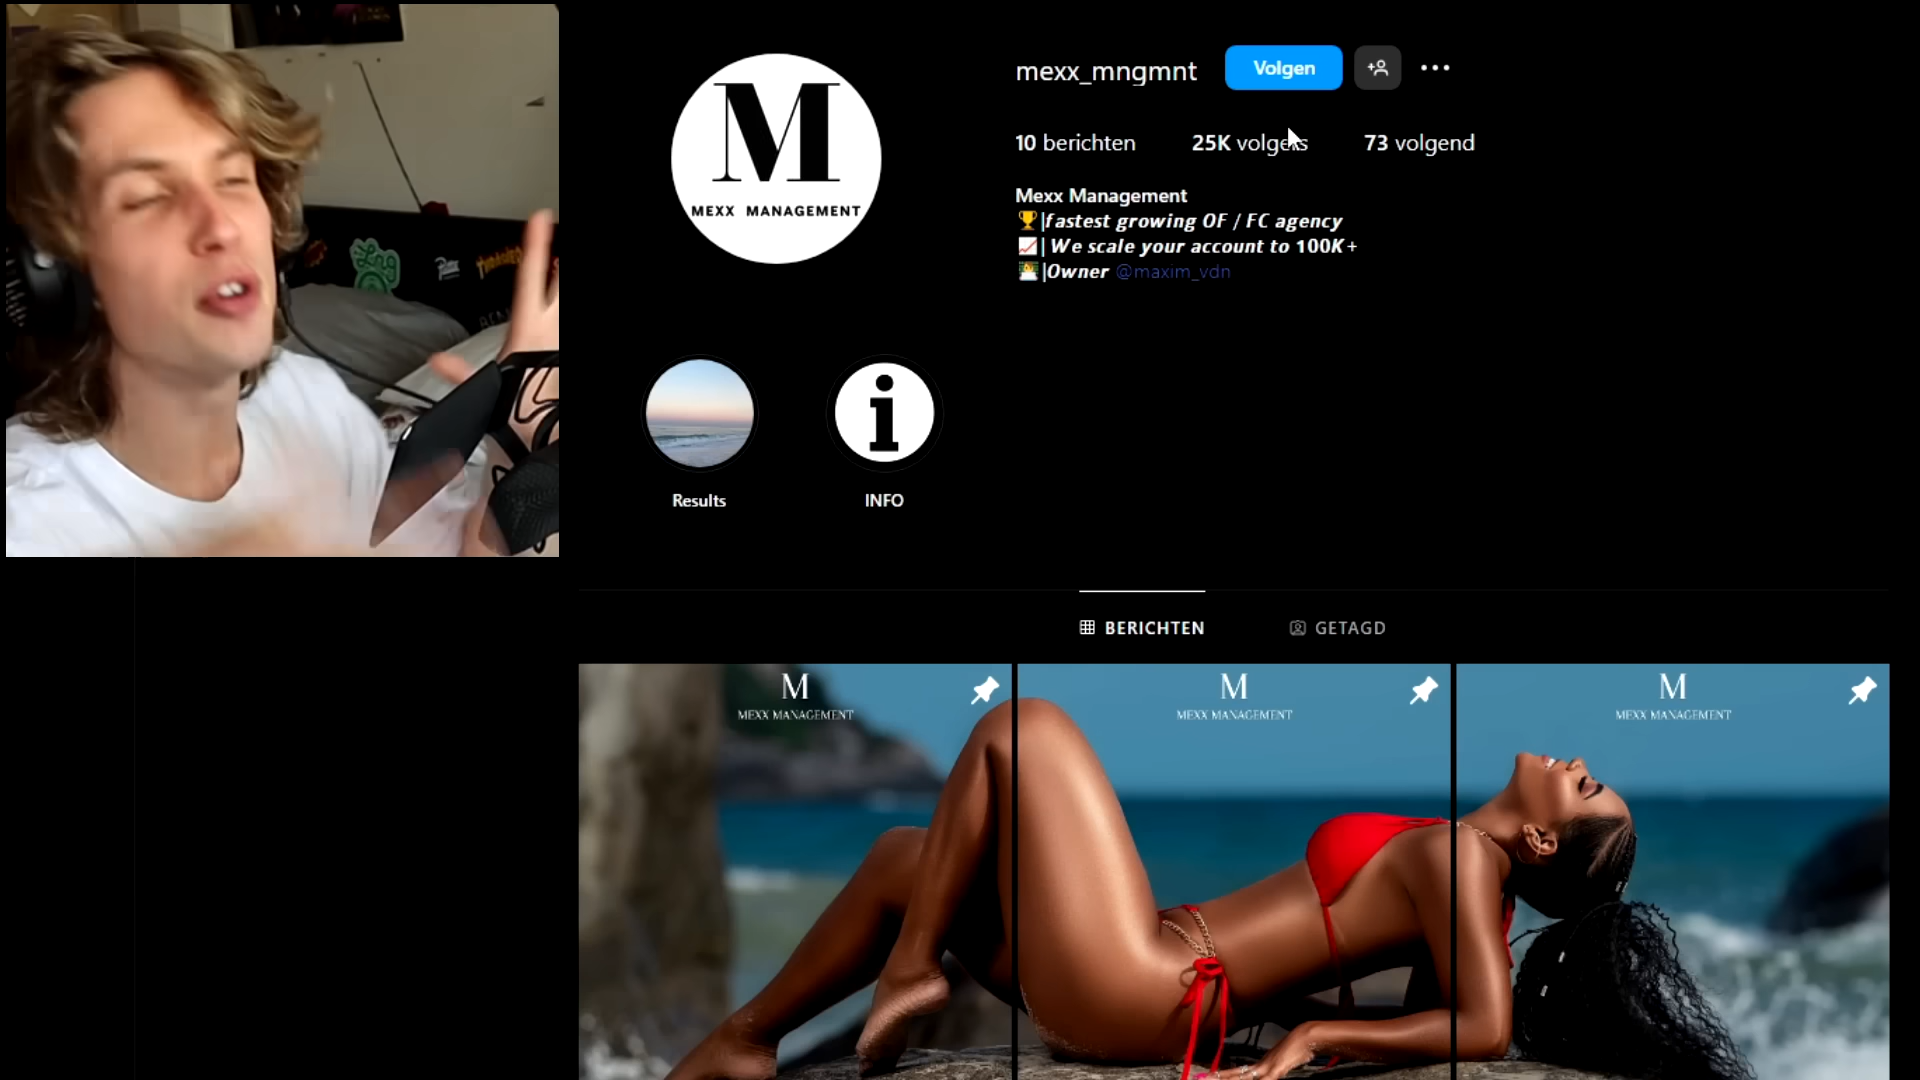 mexx_mngmnt Volgen
10 berichten 25K volgers 73 volgend
Mexx Management
🏆|fastest growing OF / FC agency
📈| We scale your account to 100K+
👨‍💻|Owner @maxim_vdn
M
MEXX MANAGEMENT
Lng
Results INFO
BERICHTEN GETAGD
M
MEXX MANAGEMENT
M
MEXX MANAGEMENT
M
MEXX MANAGEMENT